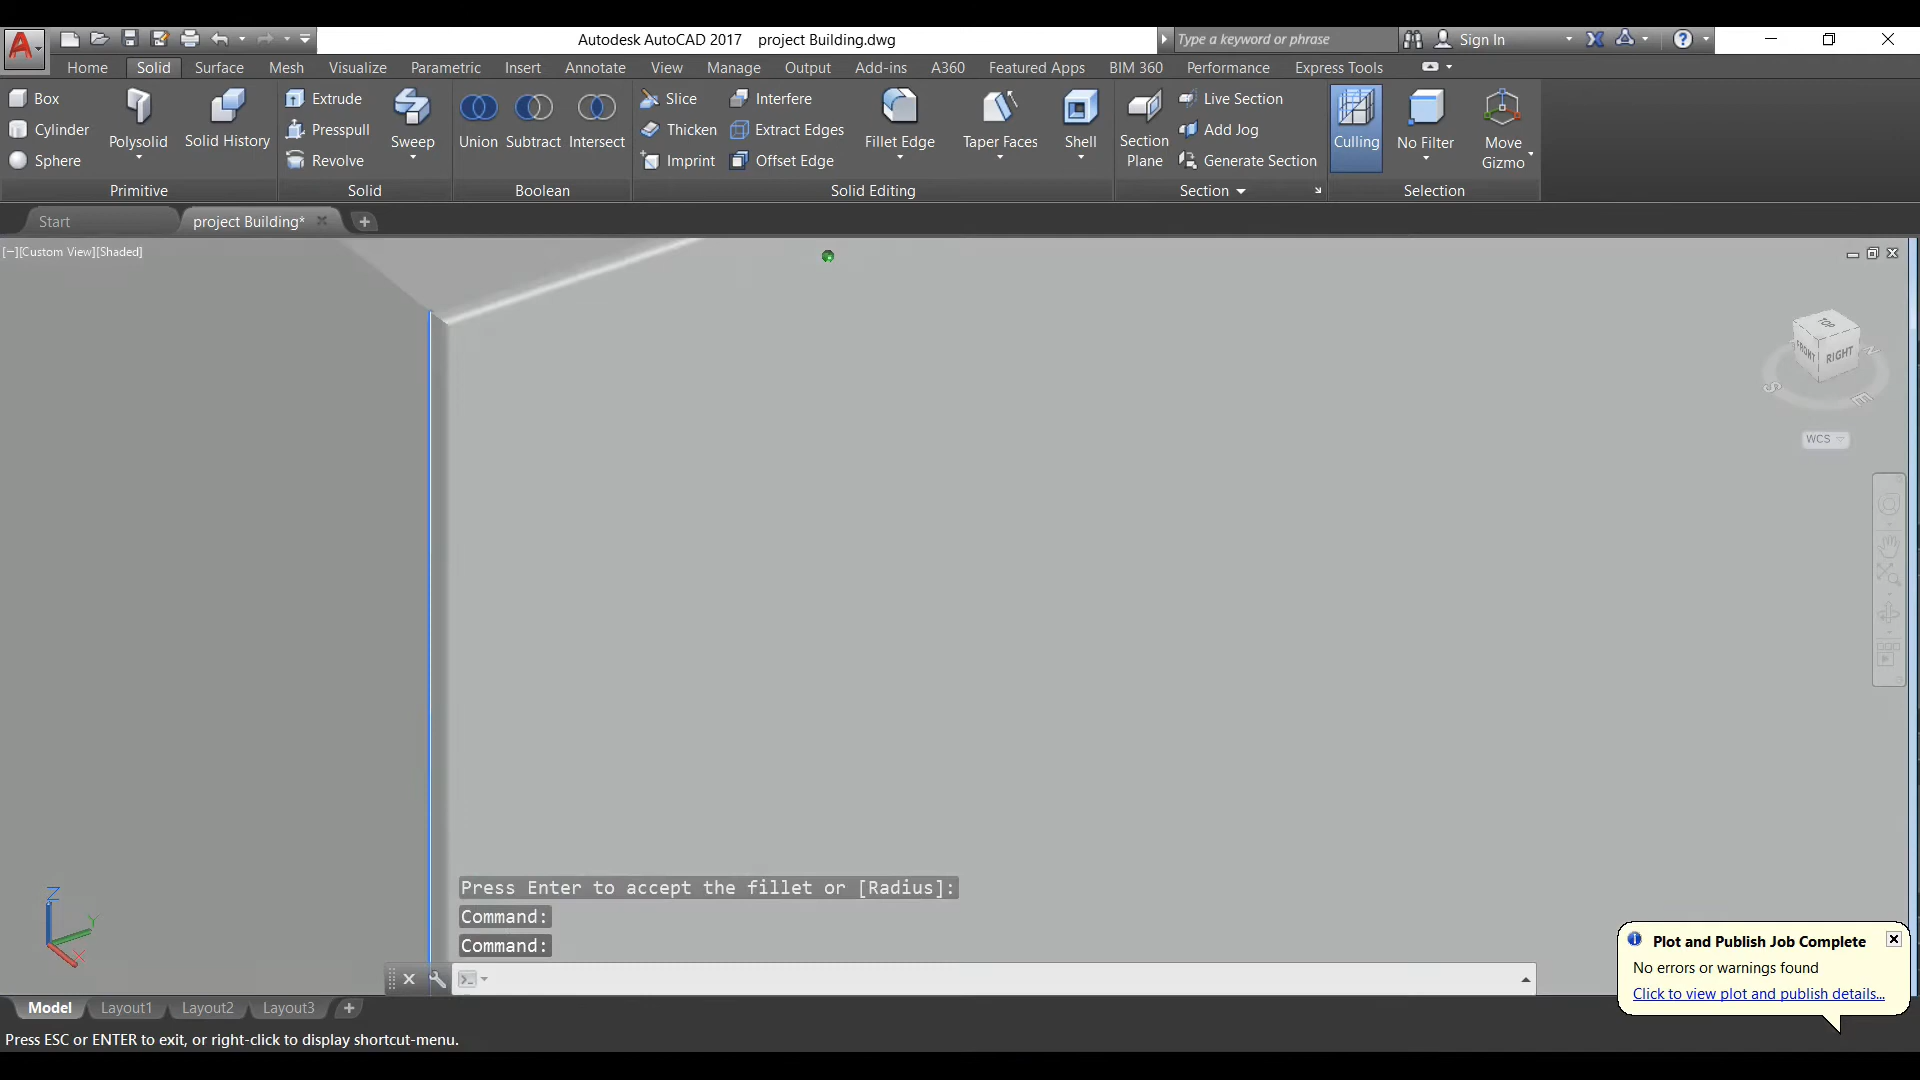 Autodesk AutoCAD 2017 project Building.dwg
Type a keyword or phrase
Sign In
Home Solid Surface Mesh Visualize Parametric Insert Annotate View Manage Output Add-ins A360 Featured Apps BIM 360 Performance Express Tools
Box
Cylinder
Sphere
Polysolid
Solid History
Primitive
Extrude
Presspull
Revolve
Sweep
Solid
Union Subtract Intersect
Boolean
Slice
Thicken
Imprint
Interfere
Extract Edges
Offset Edge
Fillet Edge
Taper Faces
Shell
Solid Editing
Section
Plane
Live Section
Add Jog
Generate Section
Section
Culling
No Filter
Move
Gizmo
Selection
Start
project Building*
[−][Custom View][Shaded]
TOP
FRONT
RIGHT
N
S
E
WCS
Z
Y
X
Press Enter to accept the fillet or [Radius]:
Command:
Command:
Plot and Publish Job Complete
No errors or warnings found
Click to view plot and publish details...
Model Layout1 Layout2 Layout3
Press ESC or ENTER to exit, or right-click to display shortcut-menu.